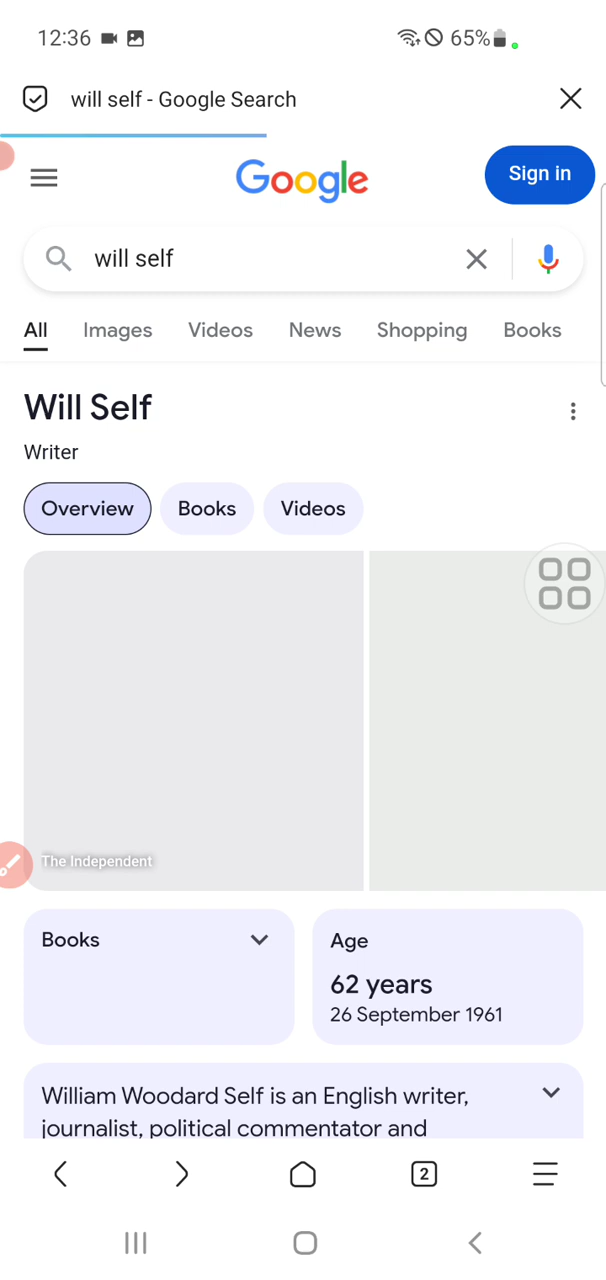 12:36
65%
will self - Google Search
Google
Sign in
will self
All Images Videos News Shopping Books
Will Self
Writer
Overview Books Videos
The Independent
Books
Age
62 years
26 September 1961
William Woodard Self is an English writer,
journalist, political commentator and
2